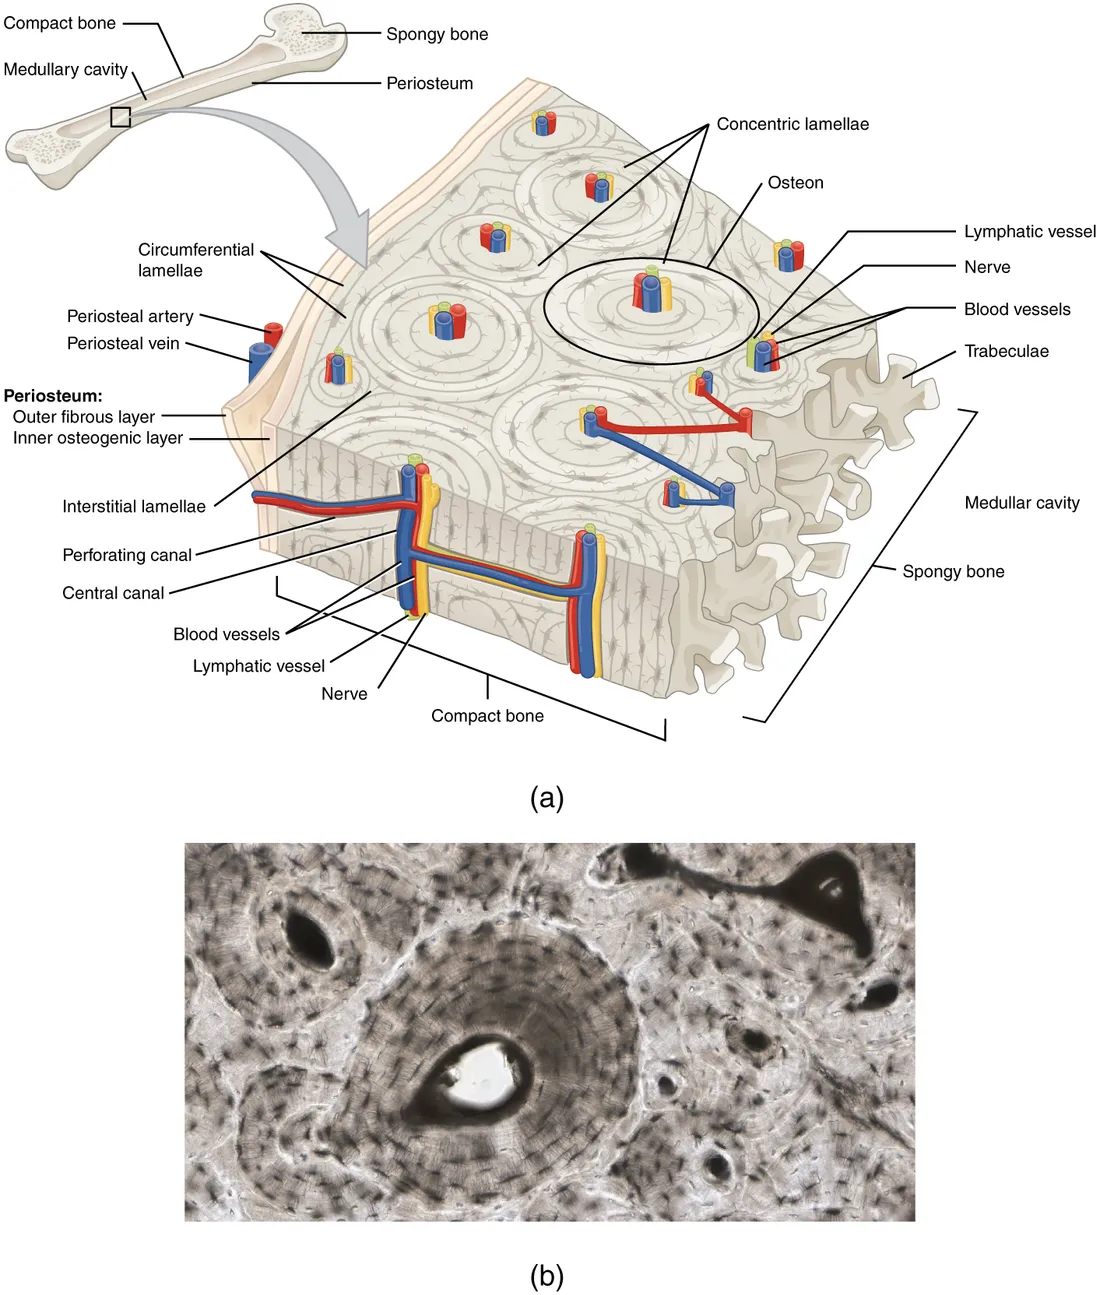 Compact bone
Spongy bone
Medullary cavity
Periosteum
Concentric lamellae
Osteon
Lymphatic vessel
Nerve
Blood vessels
Trabeculae
Circumferential
lamellae
Periosteal artery
Periosteal vein
Periosteum:
Outer fibrous layer
Inner osteogenic layer
Interstitial lamellae
Perforating canal
Central canal
Blood vessels
Lymphatic vessel
Nerve
Compact bone
Medullar cavity
Spongy bone
(a)
(b)